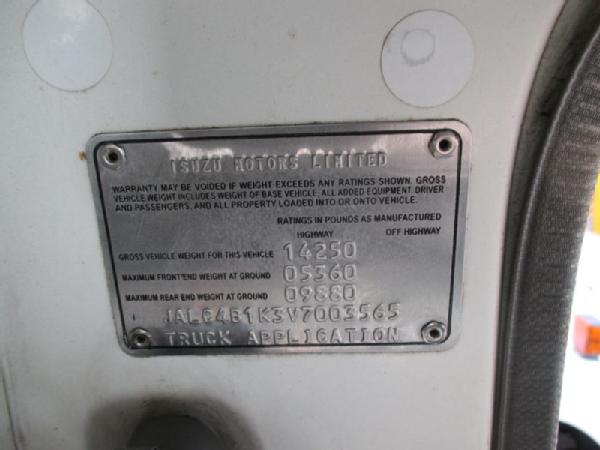 ISUZU MOTORS LIMITED
WARRANTY MAY BE VOIDED IF WEIGHT EXCEEDS ANY RATINGS SHOWN. GROSS
VEHICLE WEIGHT INCLUDES WEIGHT OF BASE VEHICLE, ALL ADDED EQUIPMENT, DRIVER
AND PASSENGERS, AND ALL PROPERTY LOADED INTO OR ONTO VEHICLE.
RATINGS IN POUNDS AS MANUFACTURED
HIGHWAY OFF HIGHWAY
GROSS VEHICLE WEIGHT FOR THIS VEHICLE 14250
MAXIMUM FRONT END WEIGHT AT GROUND 05360
MAXIMUM REAR END WEIGHT AT GROUND 09880
JALC4B1K3V7003565
TRUCK APPLICATION